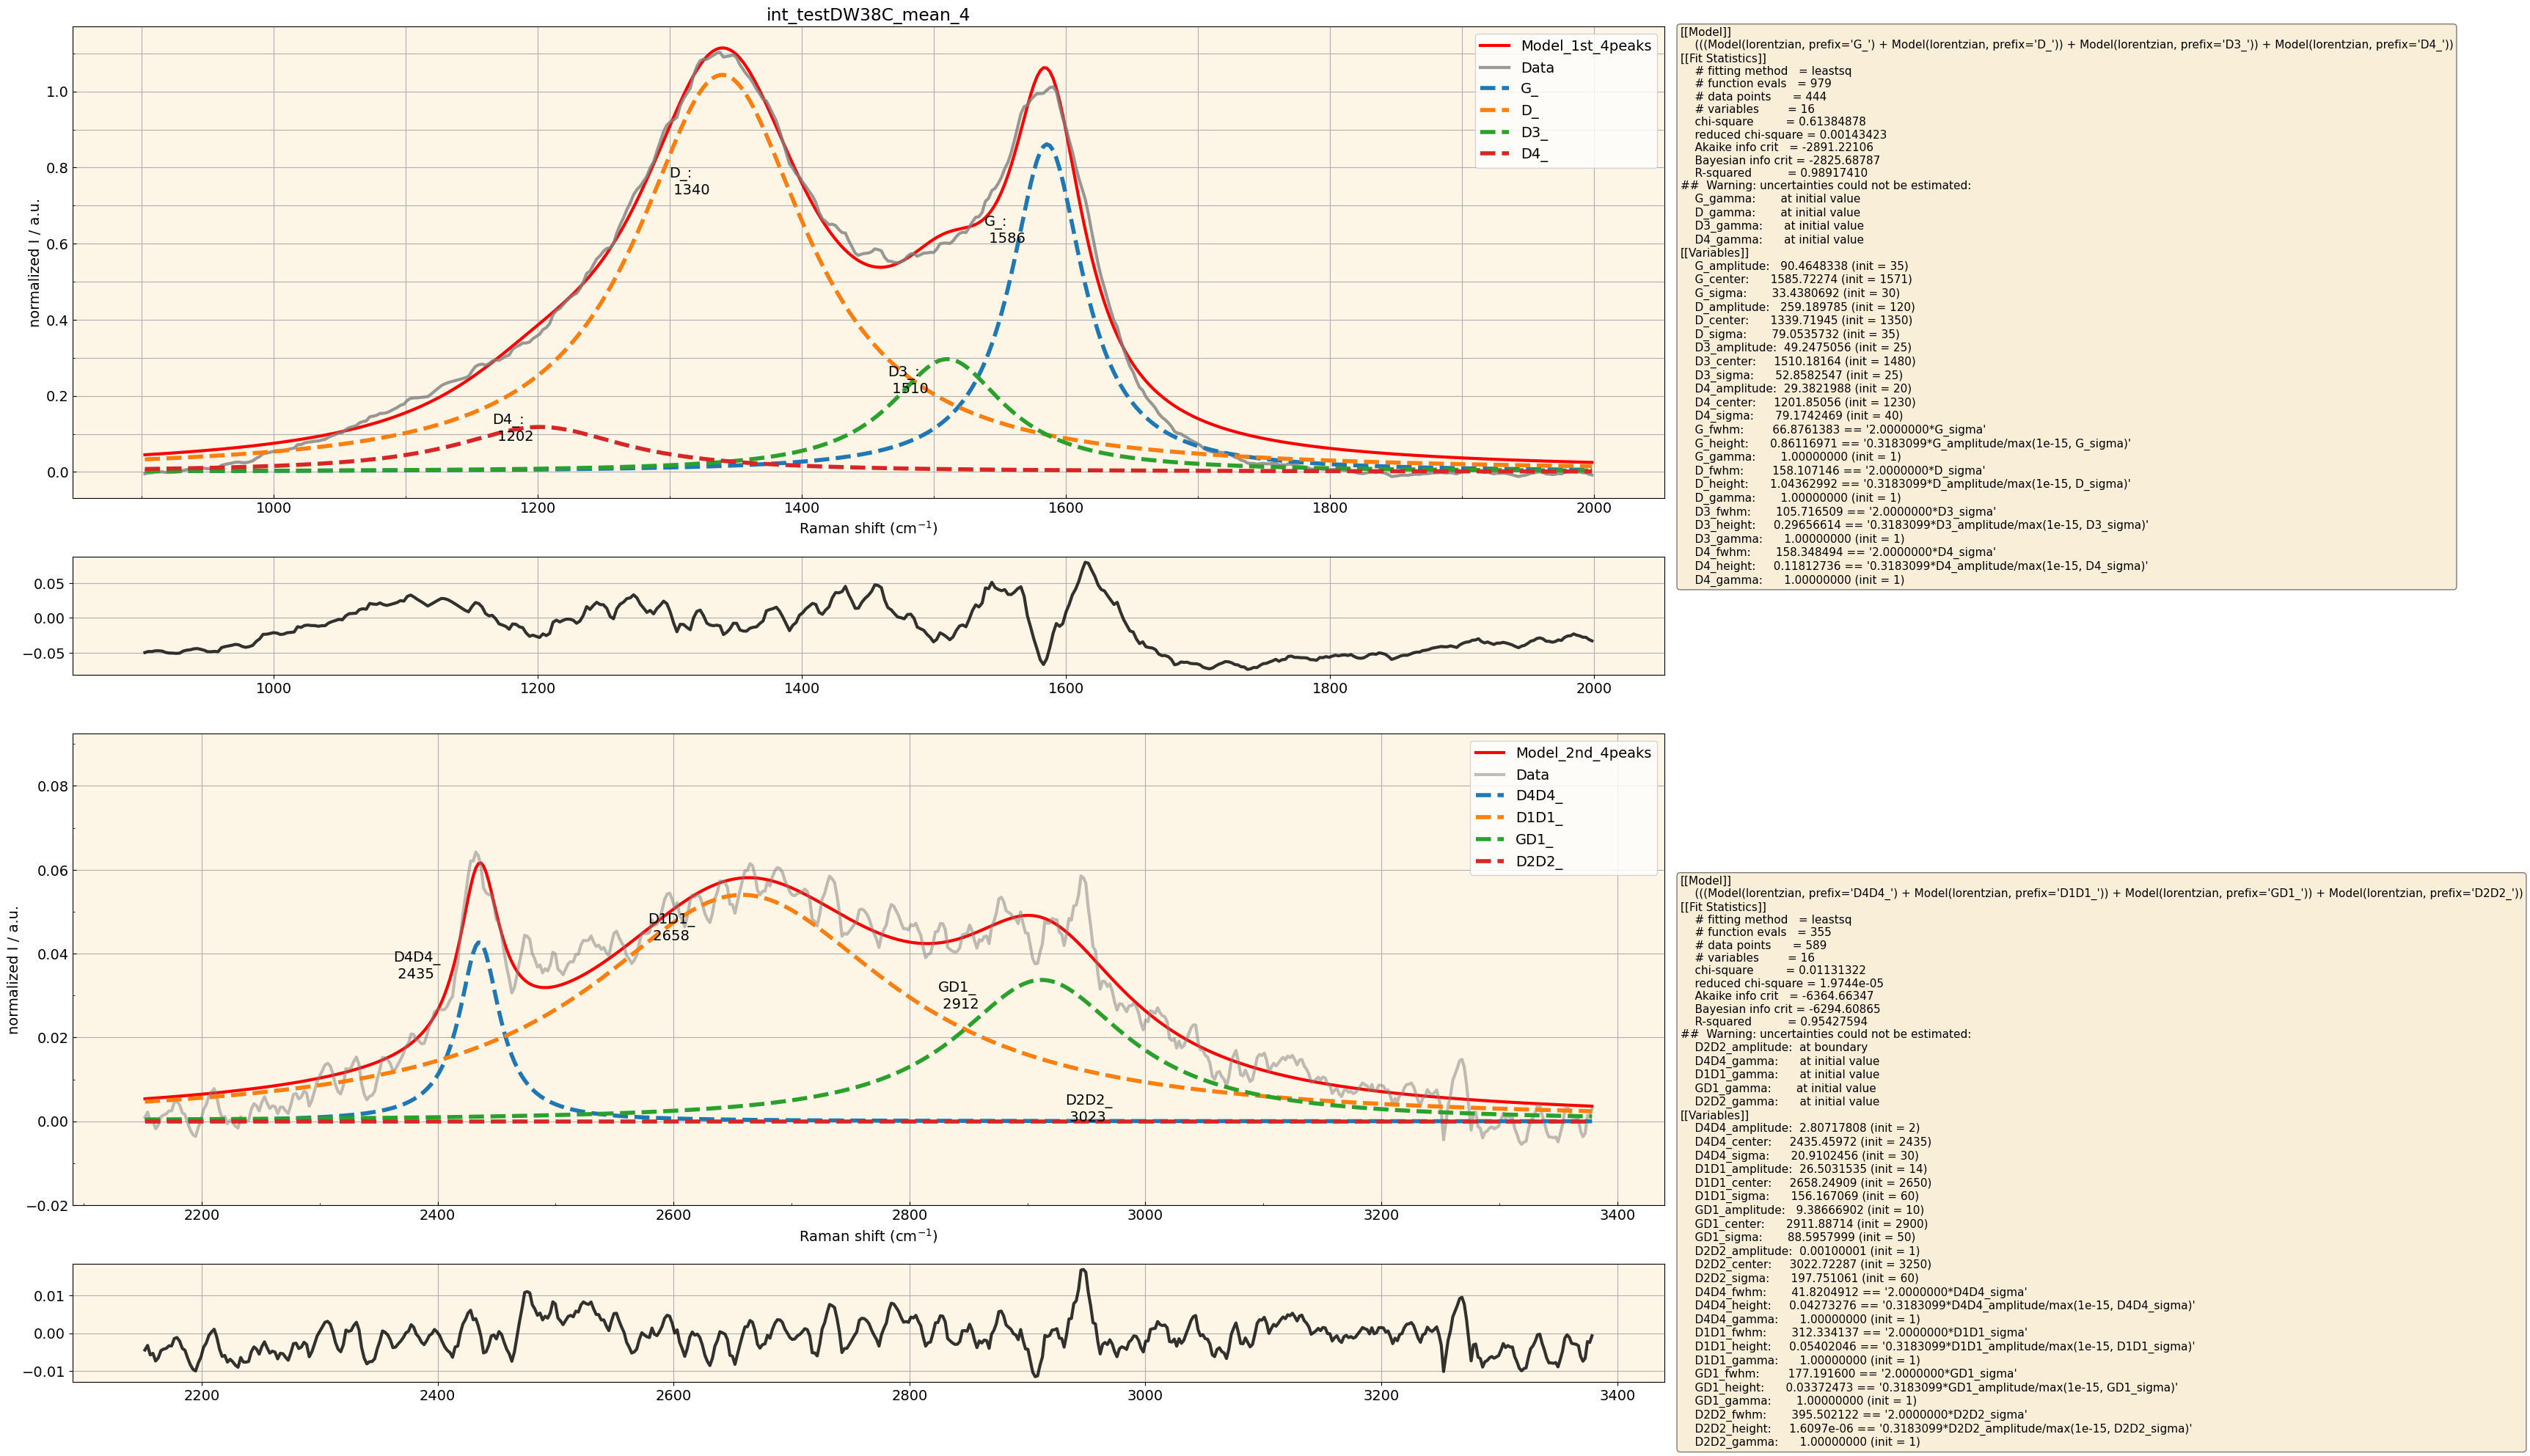 int_testDW38C_mean_4
normalized I / a.u.
1.0
0.8
0.6
0.4
0.2
0.0
Model_1st_4peaks
Data
G_
D_
D3_
D4_
D_:
1340
G_:
1586
D3_:
1510
D4_:
1202
1000 1200 1400 1600 1800 2000
Raman shift (cm⁻¹)
0.05
0.00
−0.05
1000 1200 1400 1600 1800 2000
[[Model]]
(((Model(lorentzian, prefix='G_') + Model(lorentzian, prefix='D_')) + Model(lorentzian, prefix='D3_')) + Model(lorentzian, prefix='D4_'))
[[Fit Statistics]]
# fitting method = leastsq
# function evals = 979
# data points = 444
# variables = 16
chi-square = 0.61384878
reduced chi-square = 0.00143423
Akaike info crit = -2891.22106
Bayesian info crit = -2825.68787
R-squared = 0.98917410
## Warning: uncertainties could not be estimated:
G_gamma: at initial value
D_gamma: at initial value
D3_gamma: at initial value
D4_gamma: at initial value
[[Variables]]
G_amplitude: 90.4648338 (init = 35)
G_center: 1585.72274 (init = 1571)
G_sigma: 33.4380692 (init = 30)
D_amplitude: 259.189785 (init = 120)
D_center: 1339.71945 (init = 1350)
D_sigma: 79.0535732 (init = 35)
D3_amplitude: 49.2475056 (init = 25)
D3_center: 1510.18164 (init = 1480)
D3_sigma: 52.8582547 (init = 25)
D4_amplitude: 29.3821988 (init = 20)
D4_center: 1201.85056 (init = 1230)
D4_sigma: 79.1742469 (init = 40)
G_fwhm: 66.8761383 == '2.0000000*G_sigma'
G_height: 0.86116971 == '0.3183099*G_amplitude/max(1e-15, G_sigma)'
G_gamma: 1.00000000 (init = 1)
D_fwhm: 158.107146 == '2.0000000*D_sigma'
D_height: 1.04362992 == '0.3183099*D_amplitude/max(1e-15, D_sigma)'
D_gamma: 1.00000000 (init = 1)
D3_fwhm: 105.716509 == '2.0000000*D3_sigma'
D3_height: 0.29656614 == '0.3183099*D3_amplitude/max(1e-15, D3_sigma)'
D3_gamma: 1.00000000 (init = 1)
D4_fwhm: 158.348494 == '2.0000000*D4_sigma'
D4_height: 0.11812736 == '0.3183099*D4_amplitude/max(1e-15, D4_sigma)'
D4_gamma: 1.00000000 (init = 1)
normalized I / a.u.
0.08
0.06
0.04
0.02
0.00
−0.02
Model_2nd_4peaks
Data
D4D4_
D1D1_
GD1_
D2D2_
D4D4_
2435
D1D1_
2658
GD1_
2912
D2D2_
3023
2200 2400 2600 2800 3000 3200 3400
Raman shift (cm⁻¹)
0.01
0.00
−0.01
2200 2400 2600 2800 3000 3200 3400
[[Model]]
(((Model(lorentzian, prefix='D4D4_') + Model(lorentzian, prefix='D1D1_')) + Model(lorentzian, prefix='GD1_')) + Model(lorentzian, prefix='D2D2_'))
[[Fit Statistics]]
# fitting method = leastsq
# function evals = 355
# data points = 589
# variables = 16
chi-square = 0.01131322
reduced chi-square = 1.9744e-05
Akaike info crit = -6364.66347
Bayesian info crit = -6294.60865
R-squared = 0.95427594
## Warning: uncertainties could not be estimated:
D2D2_amplitude: at boundary
D4D4_gamma: at initial value
D1D1_gamma: at initial value
GD1_gamma: at initial value
D2D2_gamma: at initial value
[[Variables]]
D4D4_amplitude: 2.80717808 (init = 2)
D4D4_center: 2435.45972 (init = 2435)
D4D4_sigma: 20.9102456 (init = 30)
D1D1_amplitude: 26.5031535 (init = 14)
D1D1_center: 2658.24909 (init = 2650)
D1D1_sigma: 156.167069 (init = 60)
GD1_amplitude: 9.38666902 (init = 10)
GD1_center: 2911.88714 (init = 2900)
GD1_sigma: 88.5957999 (init = 50)
D2D2_amplitude: 0.00100001 (init = 1)
D2D2_center: 3022.72287 (init = 3250)
D2D2_sigma: 197.751061 (init = 60)
D4D4_fwhm: 41.8204912 == '2.0000000*D4D4_sigma'
D4D4_height: 0.04273276 == '0.3183099*D4D4_amplitude/max(1e-15, D4D4_sigma)'
D4D4_gamma: 1.00000000 (init = 1)
D1D1_fwhm: 312.334137 == '2.0000000*D1D1_sigma'
D1D1_height: 0.05402046 == '0.3183099*D1D1_amplitude/max(1e-15, D1D1_sigma)'
D1D1_gamma: 1.00000000 (init = 1)
GD1_fwhm: 177.191600 == '2.0000000*GD1_sigma'
GD1_height: 0.03372473 == '0.3183099*GD1_amplitude/max(1e-15, GD1_sigma)'
GD1_gamma: 1.00000000 (init = 1)
D2D2_fwhm: 395.502122 == '2.0000000*D2D2_sigma'
D2D2_height: 1.6097e-06 == '0.3183099*D2D2_amplitude/max(1e-15, D2D2_sigma)'
D2D2_gamma: 1.00000000 (init = 1)